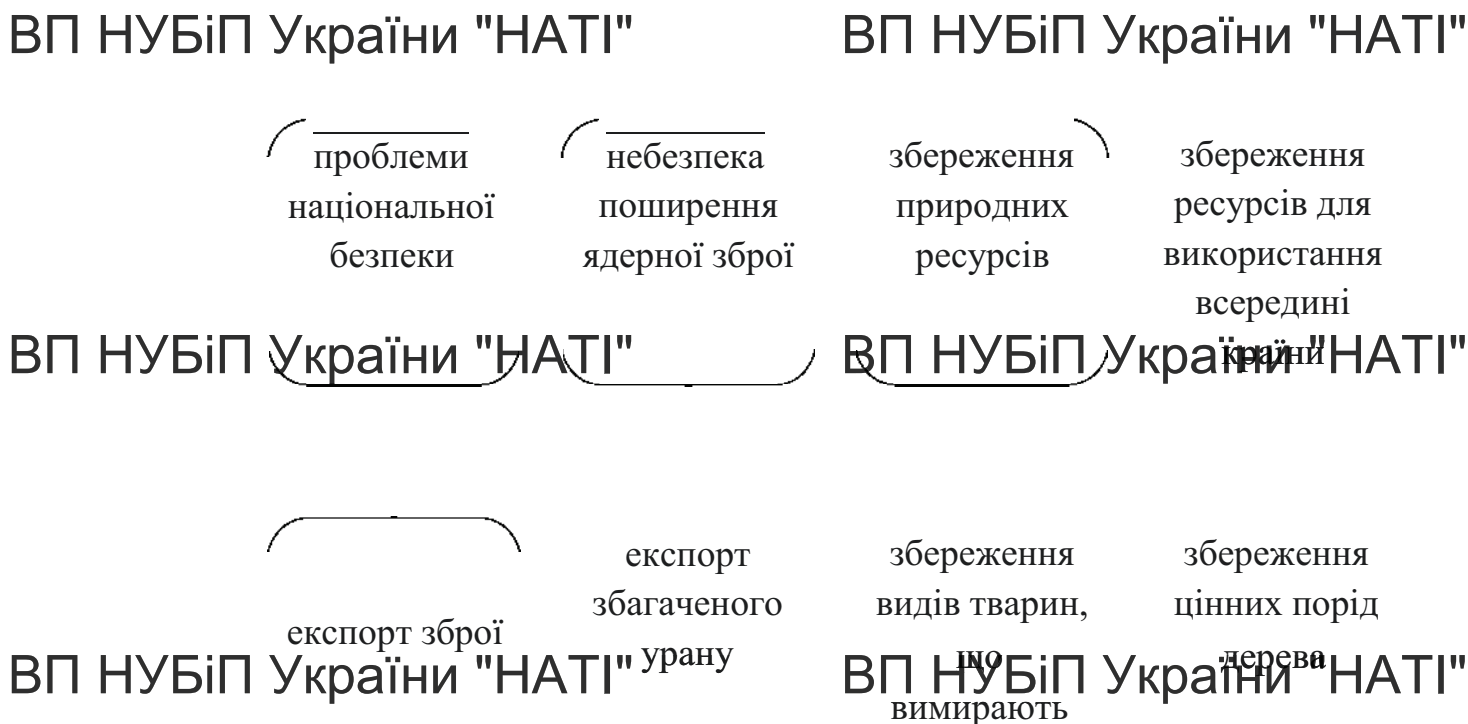 ВП НУБіП України "НАТІ" ВП НУБіП України "НАТІ"
проблеми
національної
безпеки
небезпека
поширення
ядерної зброї
збереження
природних
ресурсів
збереження
ресурсів для
використання
всередині
країни
ВП НУБіП України "НАТІ" ВП НУБіП України "НАТІ"
експорт зброї
експорт
збагаченого
урану
збереження
видів тварин,
що
вимирають
збереження
цінних порід
дерева
ВП НУБіП України "НАТІ" ВП НУБіП України "НАТІ"